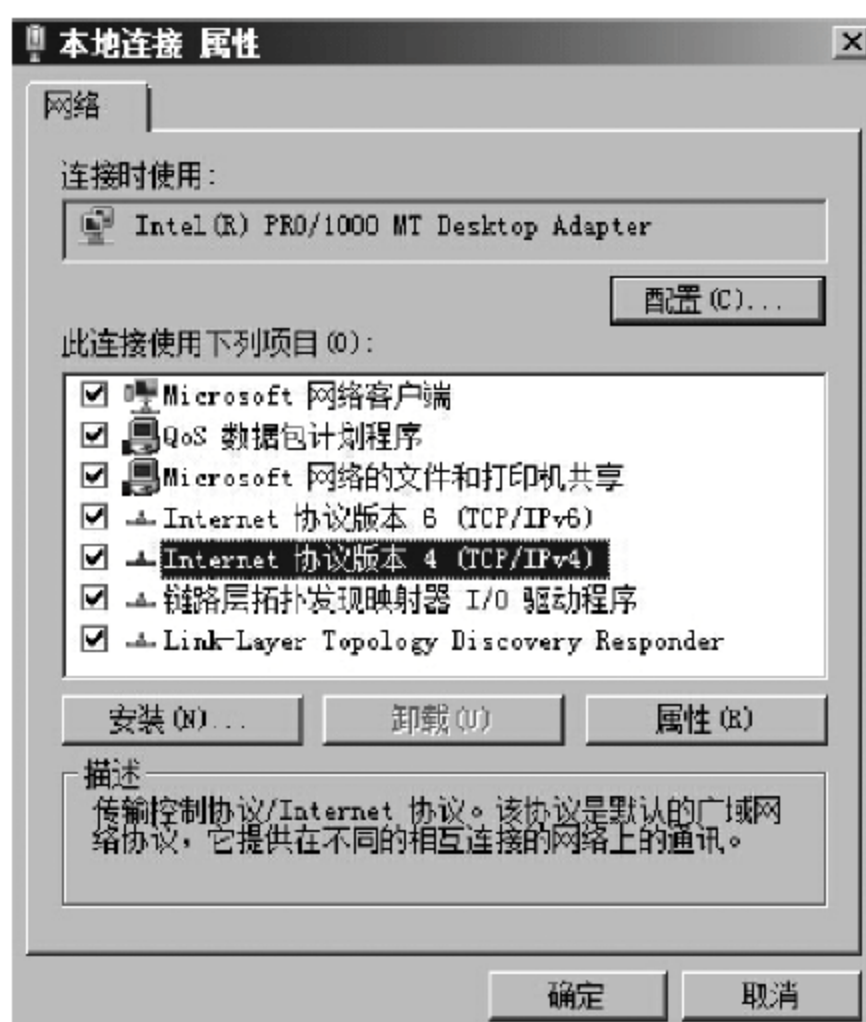 本地连接 属性
网络
连接时使用:
Intel(R) PRO/1000 MT Desktop Adapter
配置(C)...
此连接使用下列项目(O):
Microsoft 网络客户端
QoS 数据包计划程序
Microsoft 网络的文件和打印机共享
Internet 协议版本 6 (TCP/IPv6)
Internet 协议版本 4 (TCP/IPv4)
链路层拓扑发现映射器 I/O 驱动程序
Link-Layer Topology Discovery Responder
安装(N)... 卸载(U) 属性(R)
描述
传输控制协议/Internet 协议。该协议是默认的广域网
络协议，它提供在不同的相互连接的网络上的通讯。
确定 取消